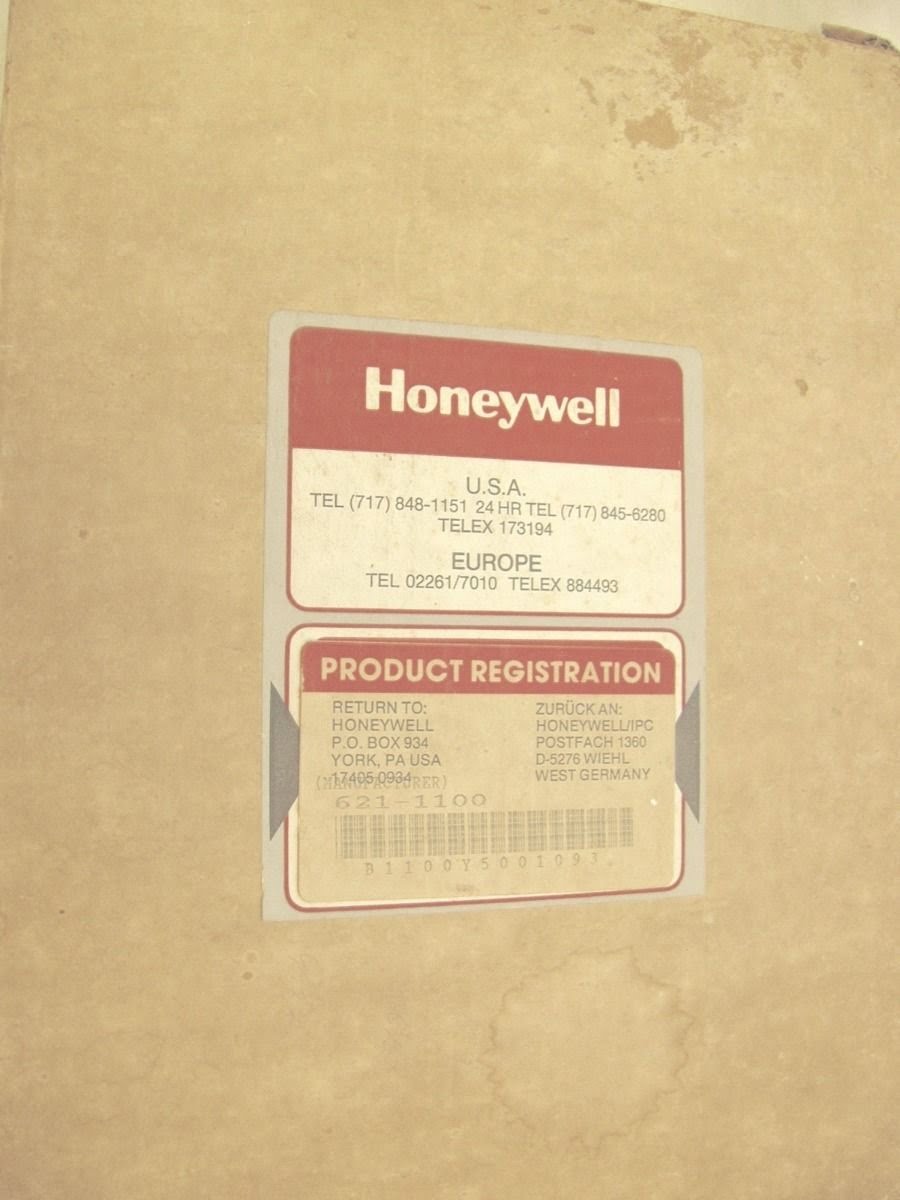 Honeywell
U.S.A.
TEL (717) 848-1151 24 HR TEL (717) 845-6280
TELEX 173194
EUROPE
TEL 02261/7010 TELEX 884493
PRODUCT REGISTRATION
RETURN TO:
HONEYWELL
P.O. BOX 934
YORK, PA USA
17405 0934
ZURÜCK AN:
HONEYWELL/IPC
POSTFACH 1360
D-5276 WIEHL
WEST GERMANY
(MANUFACTURER)
621-1100
B1100Y5001093